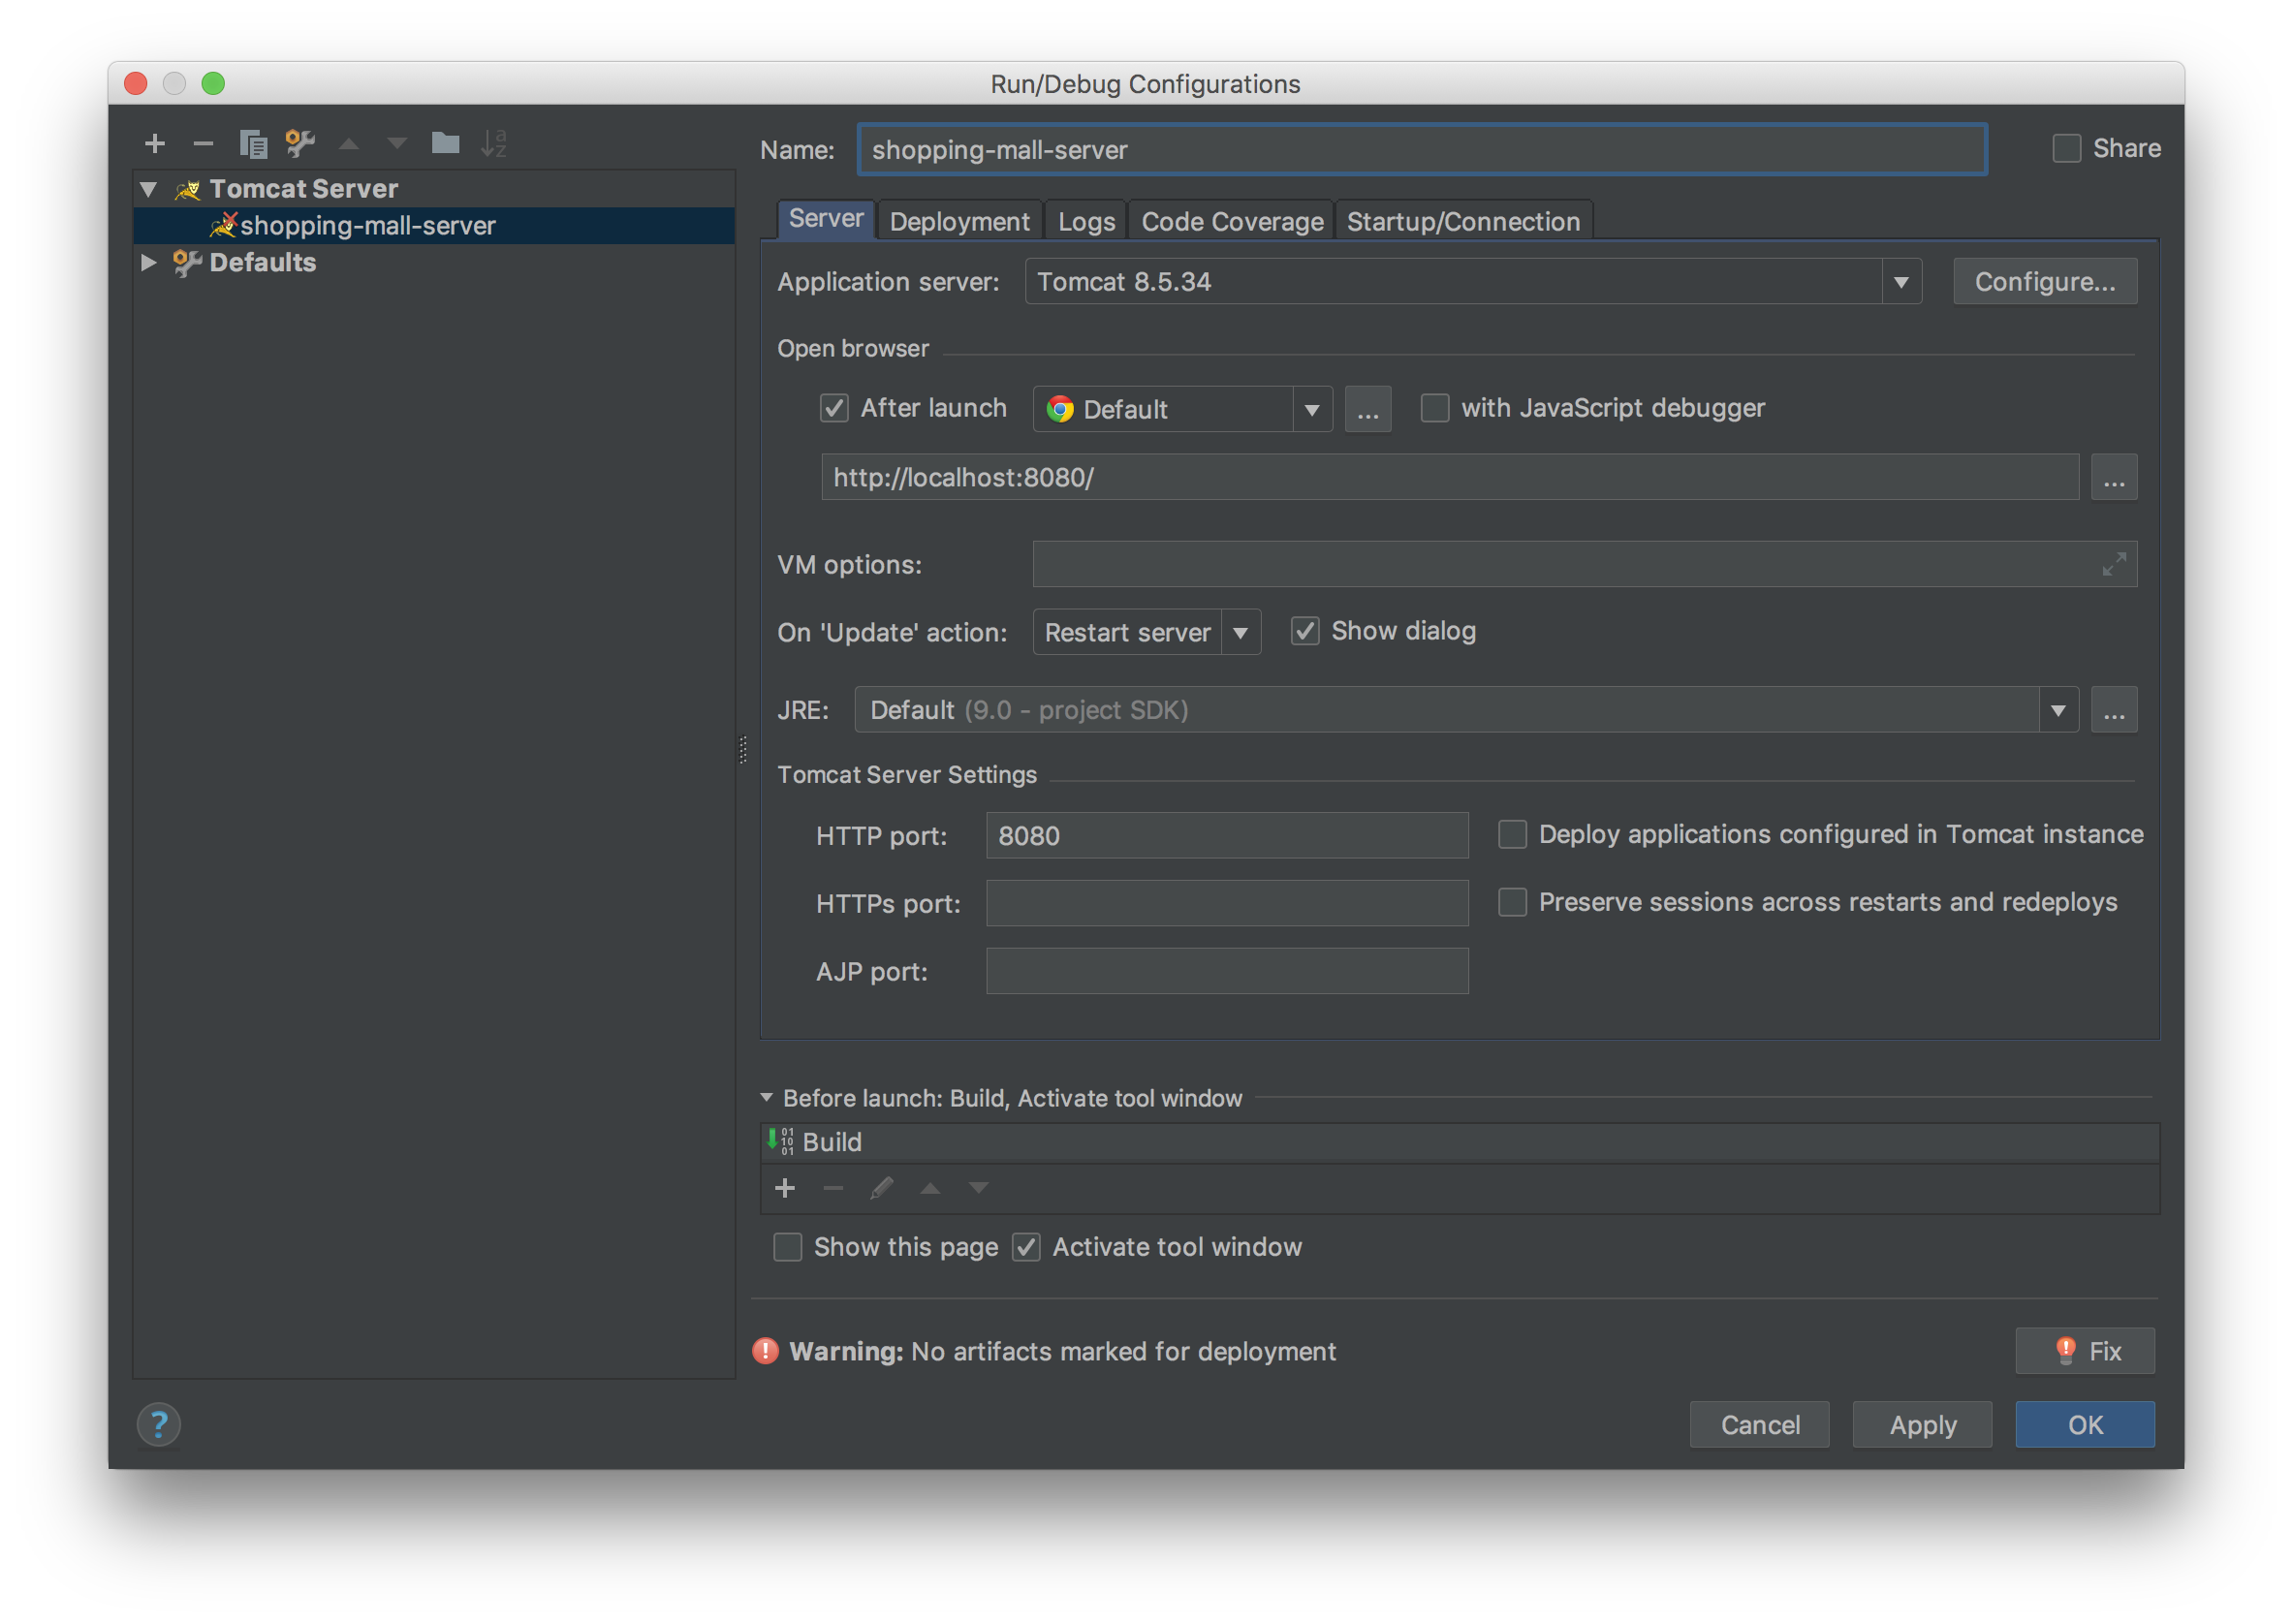 Run/Debug Configurations
Name: shopping-mall-server Share
Tomcat Server
shopping-mall-server
Defaults
Server Deployment Logs Code Coverage Startup/Connection
Application server: Tomcat 8.5.34 Configure...
Open browser
After launch Default ... with JavaScript debugger
http://localhost:8080/ ...
VM options:
On 'Update' action: Restart server Show dialog
JRE: Default (9.0 - project SDK) ...
Tomcat Server Settings
HTTP port: 8080 Deploy applications configured in Tomcat instance
HTTPs port: Preserve sessions across restarts and redeploys
AJP port:
Before launch: Build, Activate tool window
Build
Show this page Activate tool window
Warning: No artifacts marked for deployment Fix
? Cancel Apply OK